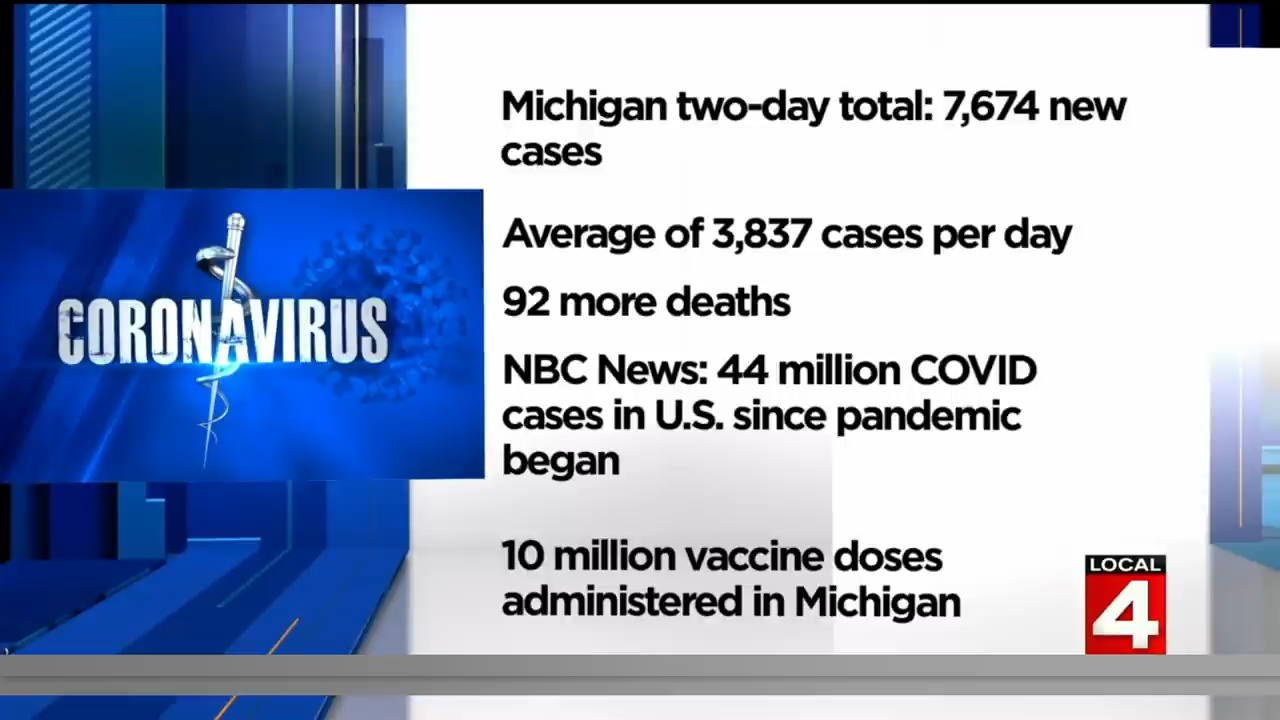 Michigan two-day total: 7,674 new
cases
Average of 3,837 cases per day
92 more deaths
NBC News: 44 million COVID
cases in U.S. since pandemic
began
10 million vaccine doses
administered in Michigan
CORONAVIRUS
LOCAL
4